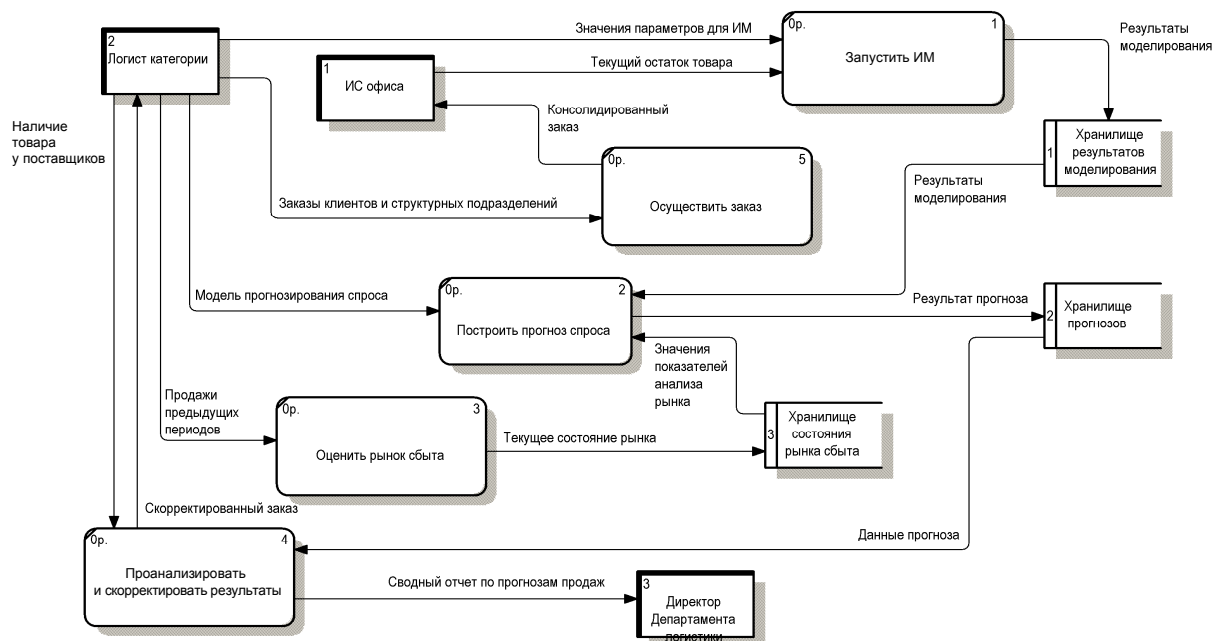 2
Логист категории
Значения параметров для ИМ
0р.
1
Запустить ИМ
Результаты
моделирования
1
ИС офиса
Текущий остаток товара
Консолидированный
заказ
Наличие
товара
у поставщиков
0р.
5
Осуществить заказ
1
Хранилище
результатов
моделирования
Результаты
моделирования
Заказы клиентов и структурных подразделений
0р.
2
Построить прогноз спроса
Модель прогнозирования спроса
Результат прогноза
2
Хранилище
прогнозов
Значения
показателей
анализа
рынка
Продажи
предыдущих
периодов
0р.
3
Оценить рынок сбыта
Текущее состояние рынка
3
Хранилище
состояния
рынка сбыта
Скорректированный заказ
Данные прогноза
0р.
4
Проанализировать
и скорректировать результаты
Сводный отчет по прогнозам продаж
3
Директор
Департамента
логистики